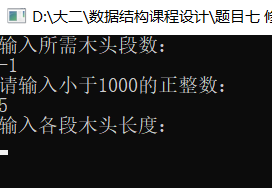 D:\大二\数据结构课程设计\题目七 修
输入所需木头段数：
-1
请输入小于1000的正整数：
5
输入各段木头长度：